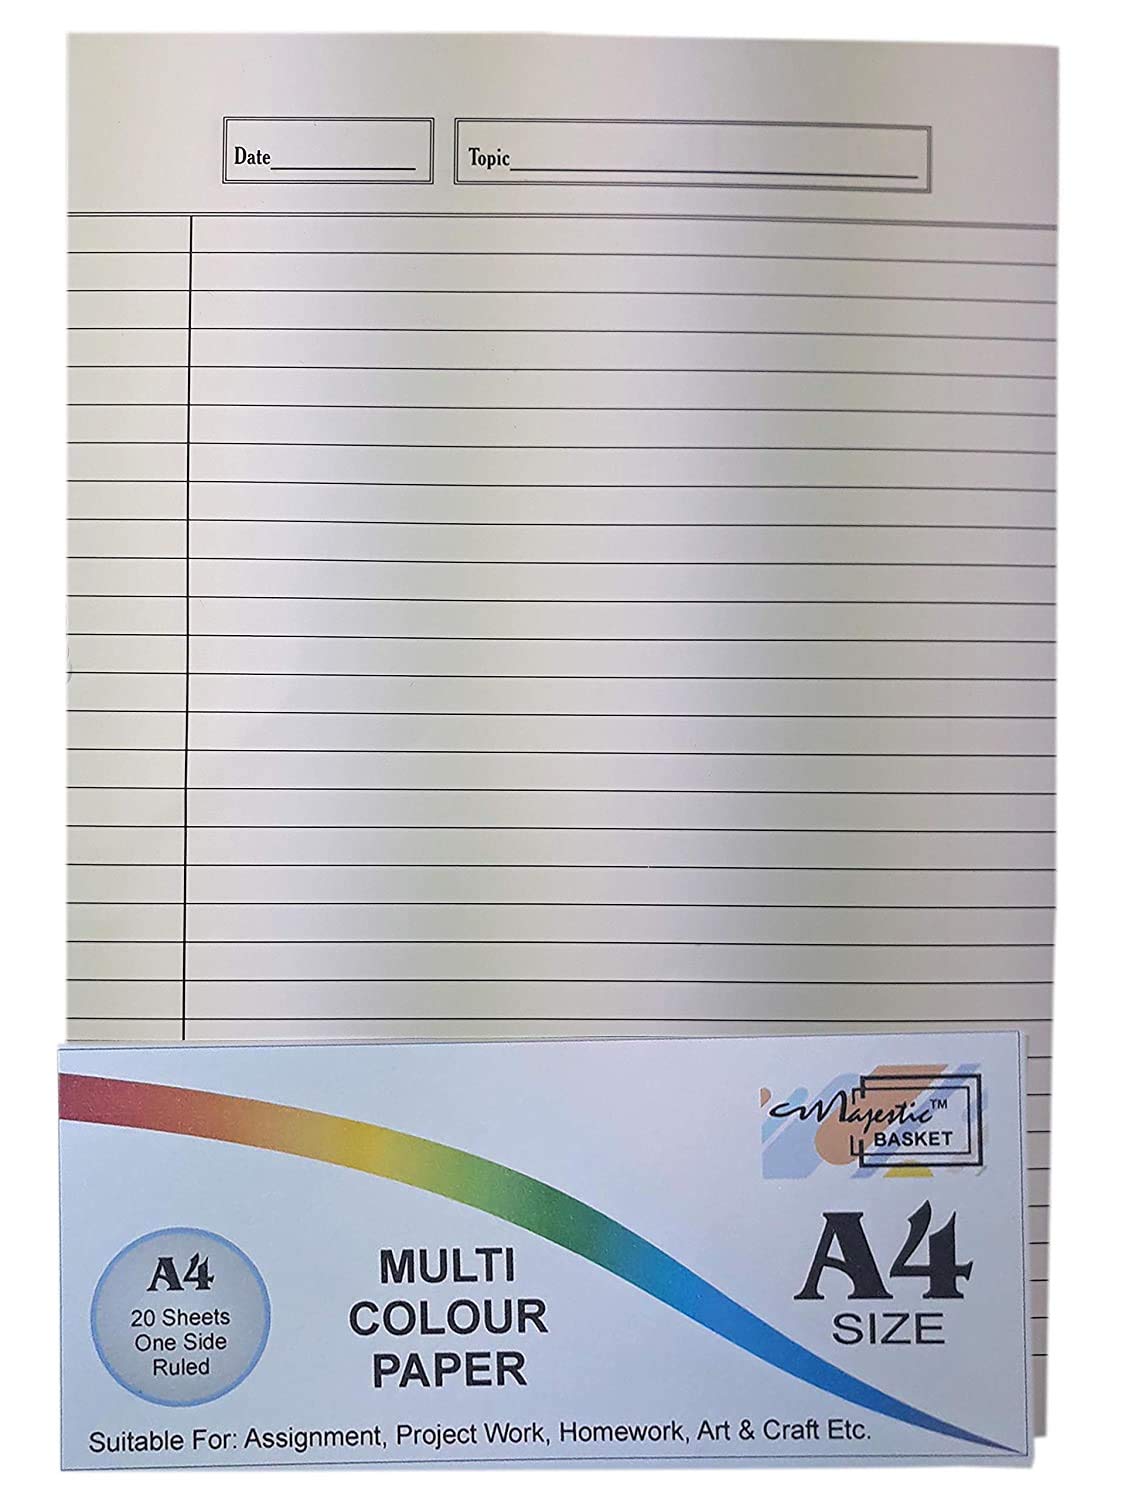 Date Topic
Majestic™
BASKET
A4
SIZE
A4
20 Sheets
One Side
Ruled
MULTI
COLOUR
PAPER
Suitable For: Assignment, Project Work, Homework, Art & Craft Etc.